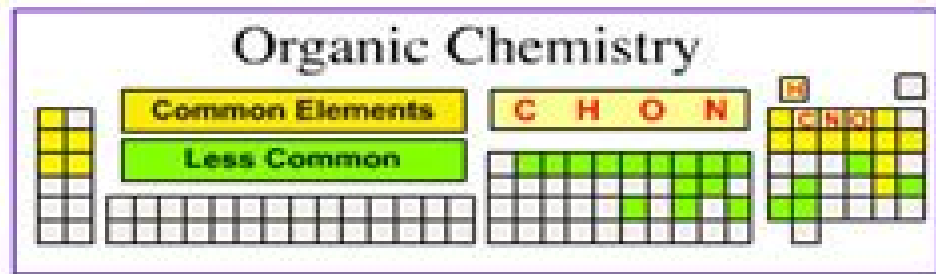 Organic Chemistry
Common Elements
C H O N
Less Common
H
C N O